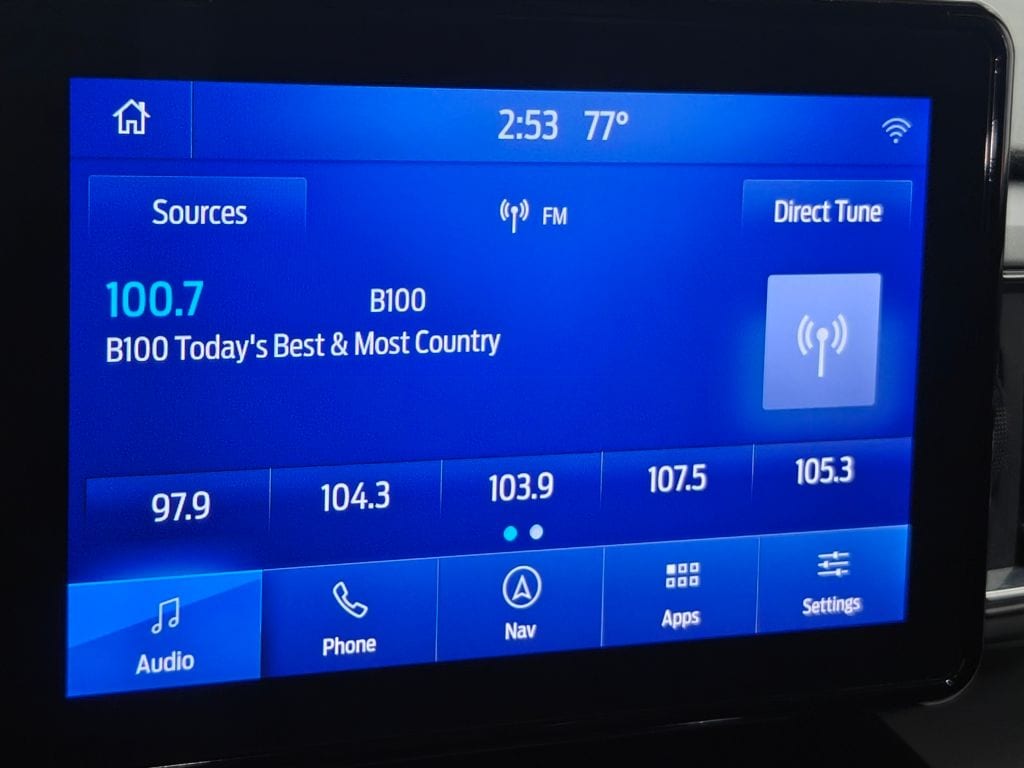 2:53 77°
Sources FM Direct Tune
100.7 B100
B100 Today's Best & Most Country
97.9 104.3 103.9 107.5 105.3
Audio Phone Nav Apps Settings